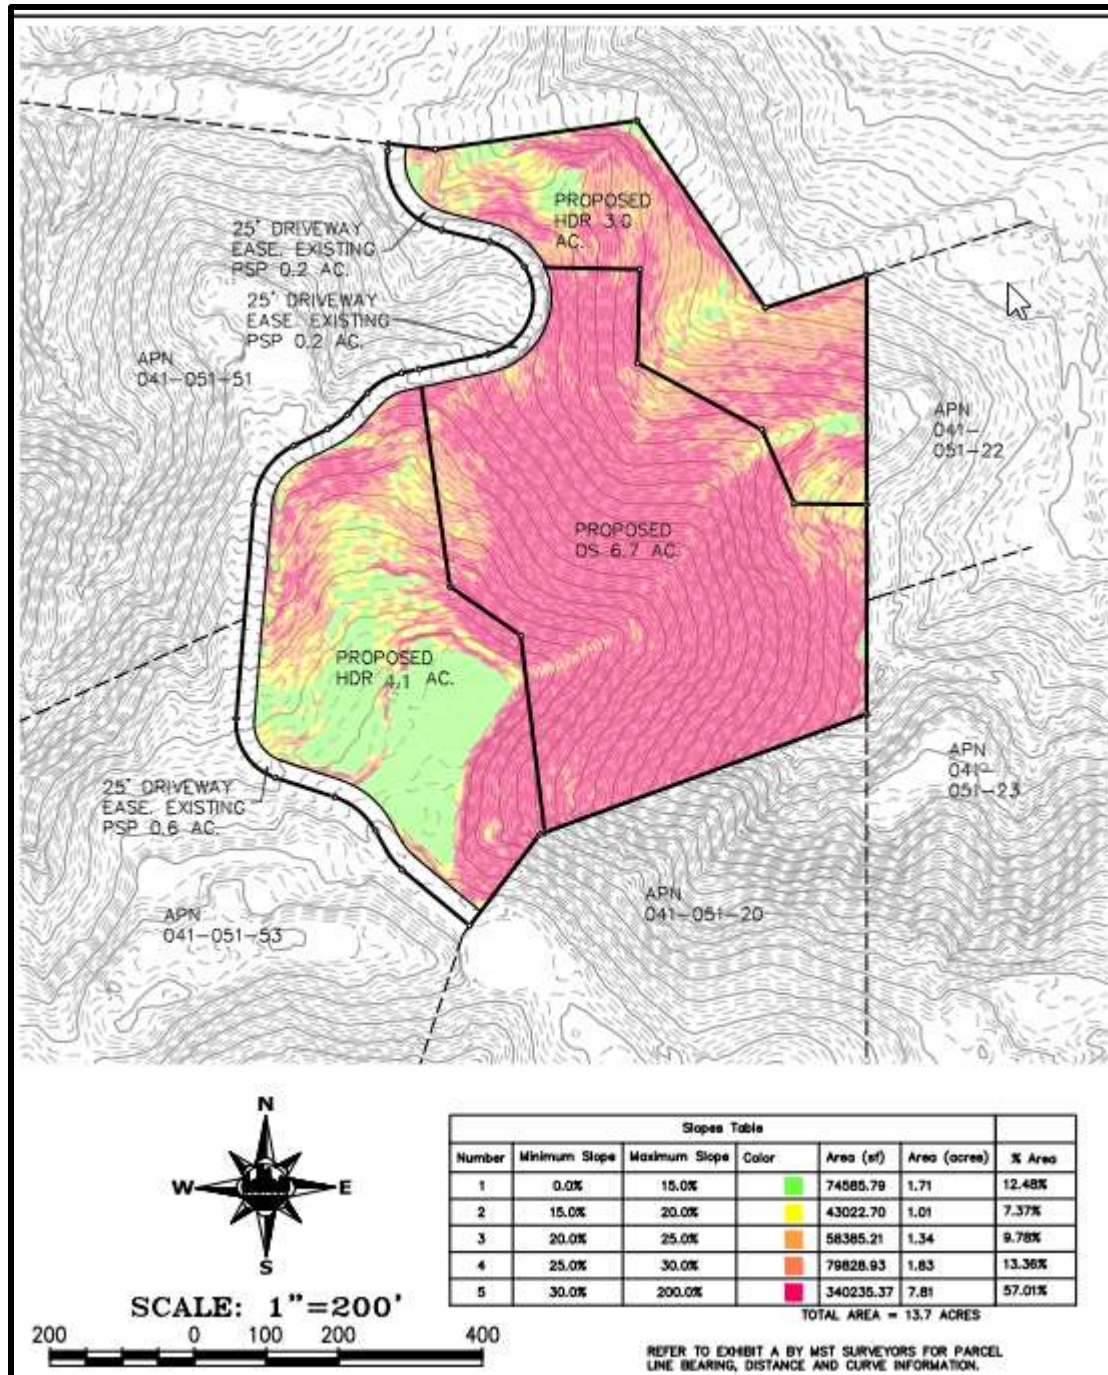 PROPOSED
HDR 3.0
AC.
25' DRIVEWAY
EASE. EXISTING
PSP 0.2 AC.
25' DRIVEWAY
EASE. EXISTING
PSP 0.2 AC.
APN
041-051-51
APN
041-
051-22
PROPOSED
OS 6.7 AC.
PROPOSED
HDR 4.1 AC.
APN
041-
051-23
25' DRIVEWAY
EASE. EXISTING
PSP 0.6 AC.
APN
041-051-20
APN
041-051-53
N
W E
S
SCALE: 1"=200'
200 0 100 200 400
Slopes Table
Number Minimum Slope Maximum Slope Color Area (sf) Area (acres) % Area
1 0.0% 15.0% 74585.79 1.71 12.48%
2 15.0% 20.0% 43022.70 1.01 7.37%
3 20.0% 25.0% 58385.21 1.34 9.78%
4 25.0% 30.0% 79828.93 1.83 13.36%
5 30.0% 200.0% 340235.37 7.81 57.01%
TOTAL AREA = 13.7 ACRES
REFER TO EXHIBIT A BY MST SURVEYORS FOR PARCEL
LINE BEARING, DISTANCE AND CURVE INFORMATION.